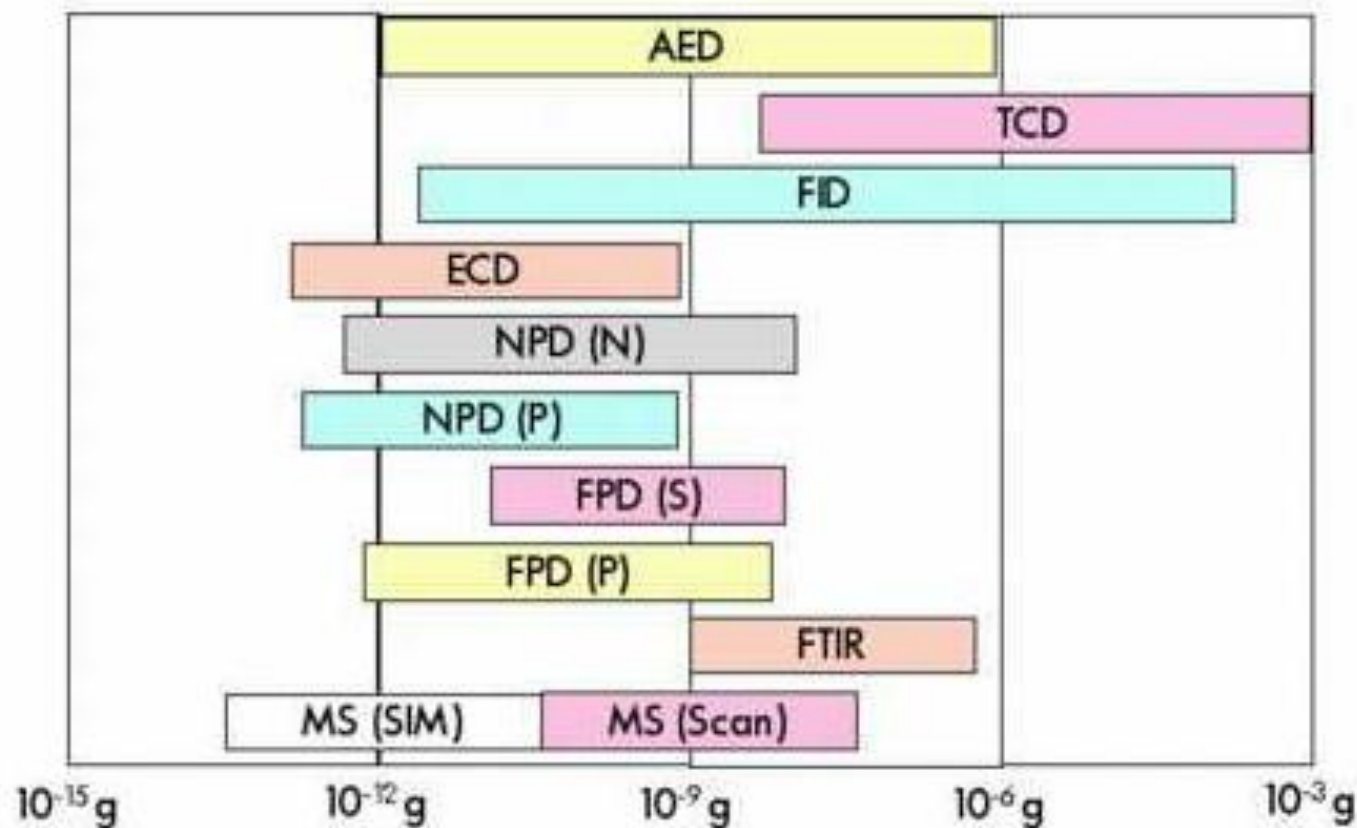 AED
TCD
FID
ECD
NPD (N)
NPD (P)
FPD (S)
FPD (P)
FTIR
MS (SIM) MS (Scan)
10⁻¹⁵ g 10⁻¹² g 10⁻⁹ g 10⁻⁶ g 10⁻³ g